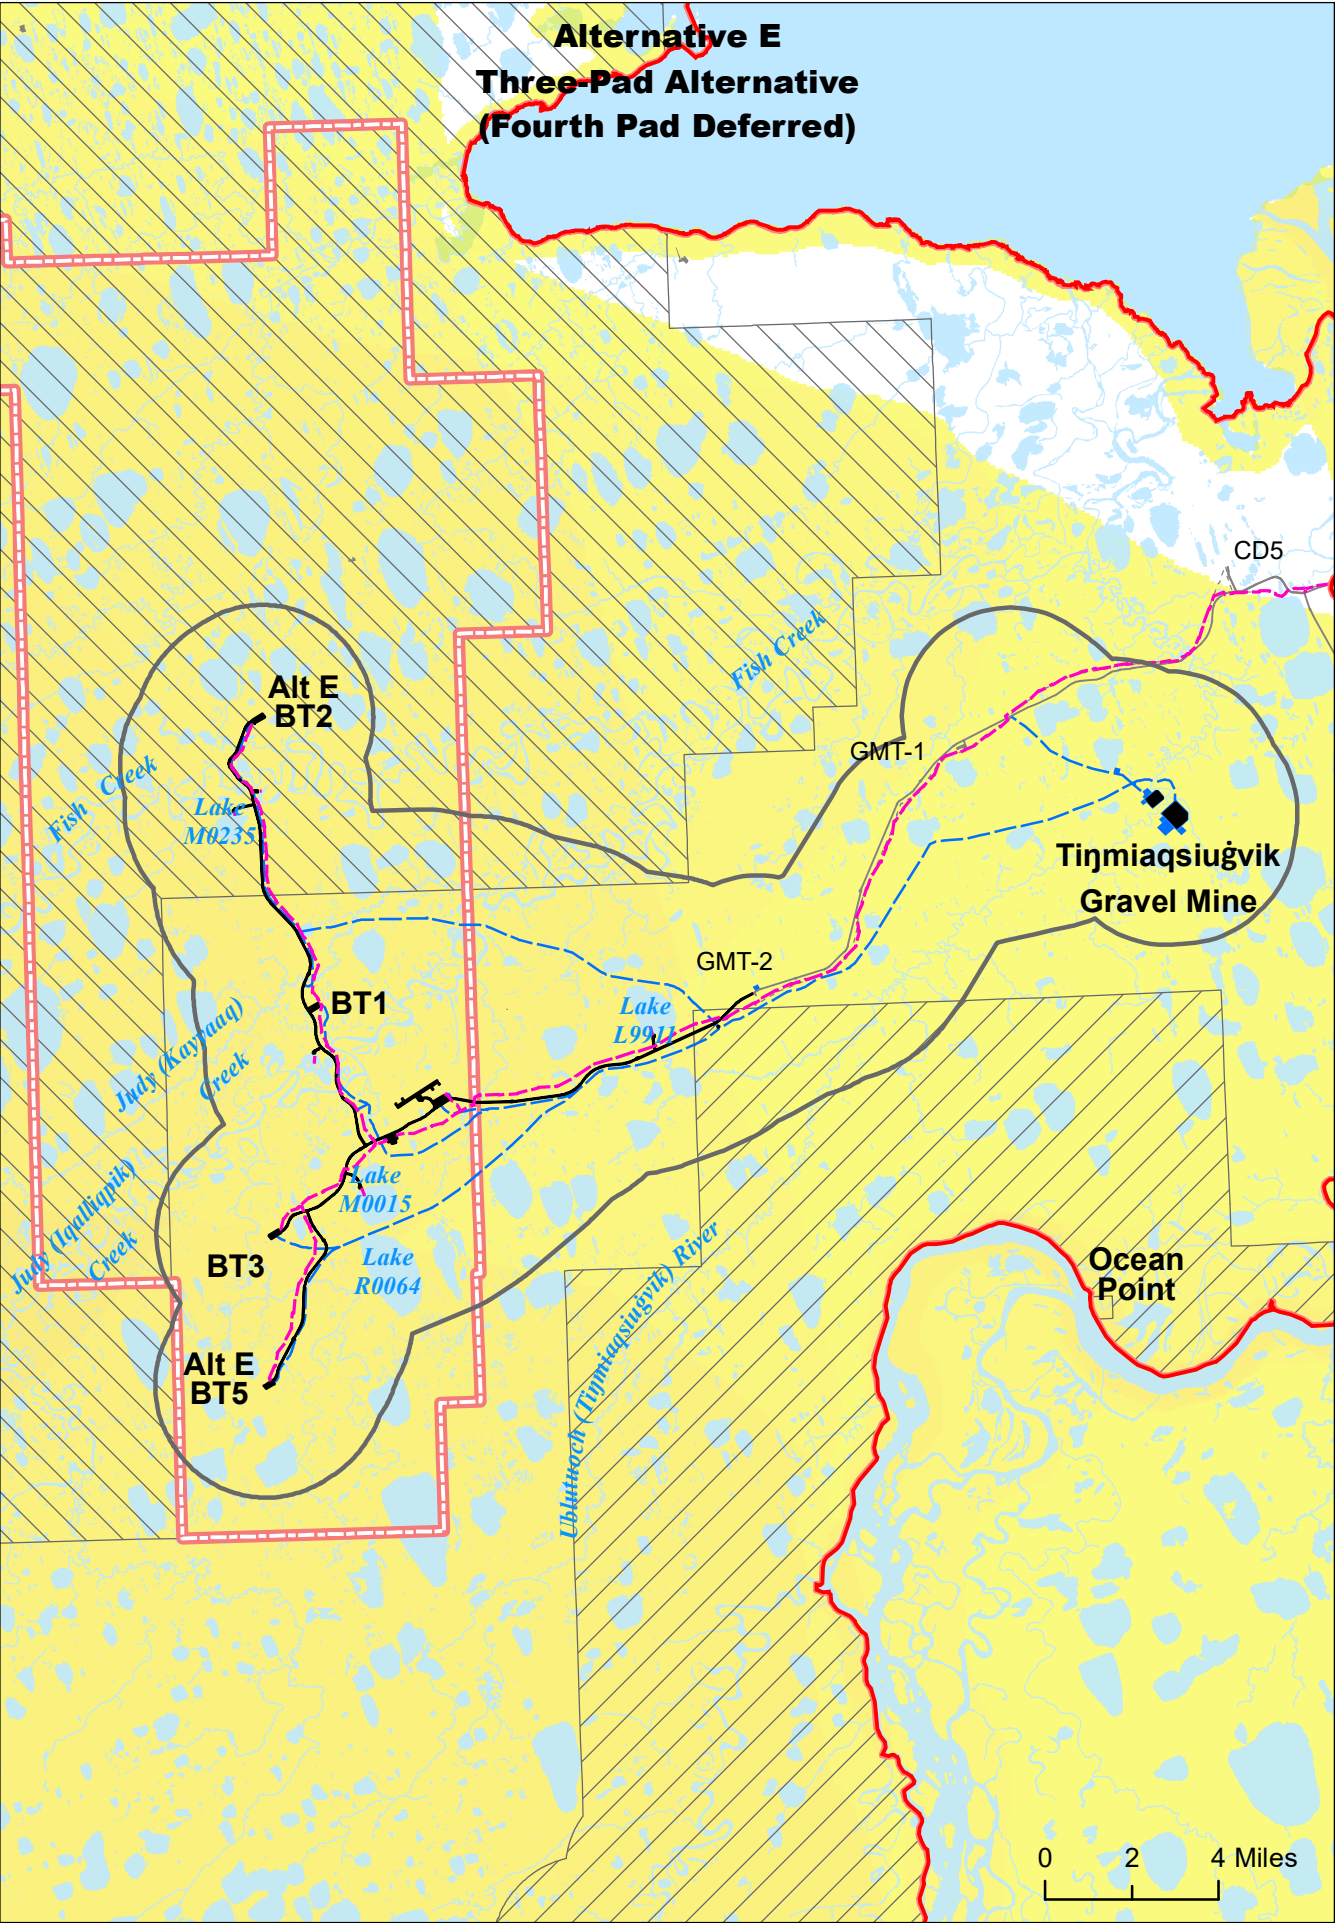 Alternative E
Three-Pad Alternative
(Fourth Pad Deferred)
CD5
Fish Creek
Alt E
BT2
GMT-1
Fish Creek
Lake
M0235
Tiŋmiaqsiuġvik
Gravel Mine
GMT-2
BT1
Lake
L9911
Judy (Kayyaaq)
Creek
Lake
M0015
Judy (Iqalliqpik)
Creek
BT3
Lake
R0064
Ublutuoch (Tiŋmiaqsiuġvik) River
Ocean
Point
Alt E
BT5
0 2 4 Miles